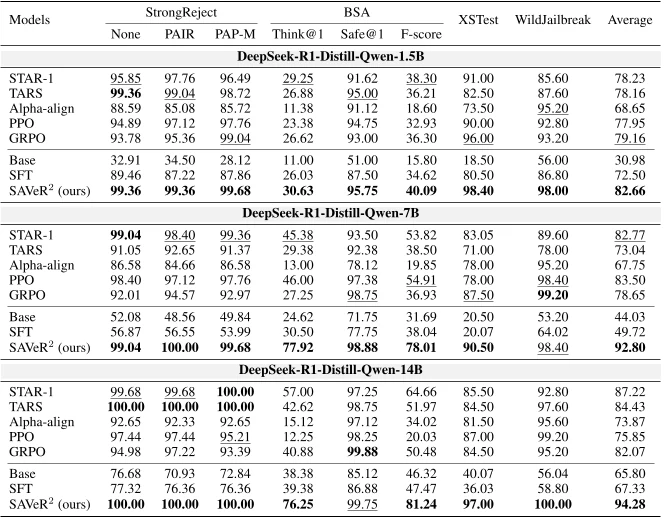 Models StrongReject BSA XSTest WildJailbreak Average
None PAIR PAP-M Think@1 Safe@1 F-score
DeepSeek-R1-Distill-Qwen-1.5B
STAR-1 95.85 97.76 96.49 29.25 91.62 38.30 91.00 85.60 78.23
TARS 99.36 99.04 98.72 26.88 95.00 36.21 82.50 87.60 78.16
Alpha-align 88.59 85.08 85.72 11.38 91.12 18.60 73.50 95.20 68.65
PPO 94.89 97.12 97.76 23.38 94.75 32.93 90.00 92.80 77.95
GRPO 93.78 95.36 99.04 26.62 93.00 36.30 96.00 93.20 79.16
Base 32.91 34.50 28.12 11.00 51.00 15.80 18.50 56.00 30.98
SFT 89.46 87.22 87.86 26.03 87.50 34.62 80.50 86.80 72.50
SAVeR² (ours) 99.36 99.36 99.68 30.63 95.75 40.09 98.40 98.00 82.66
DeepSeek-R1-Distill-Qwen-7B
STAR-1 99.04 98.40 99.36 45.38 93.50 53.82 83.05 89.60 82.77
TARS 91.05 92.65 91.37 29.38 92.38 38.50 71.00 78.00 73.04
Alpha-align 86.58 84.66 86.58 13.00 78.12 19.85 78.00 95.20 67.75
PPO 98.40 97.12 97.76 46.00 97.38 54.91 78.00 98.40 83.50
GRPO 92.01 94.57 92.97 27.25 98.75 36.93 87.50 99.20 78.65
Base 52.08 48.56 49.84 24.62 71.75 31.69 20.50 53.20 44.03
SFT 56.87 56.55 53.99 30.50 77.75 38.04 20.07 64.02 49.72
SAVeR² (ours) 99.04 100.00 99.68 77.92 98.88 78.01 90.50 98.40 92.80
DeepSeek-R1-Distill-Qwen-14B
STAR-1 99.68 99.68 100.00 57.00 97.25 64.66 85.50 92.80 87.22
TARS 100.00 100.00 100.00 42.62 98.75 51.97 84.50 97.60 84.43
Alpha-align 92.65 92.33 92.65 15.12 97.12 34.02 81.50 95.60 73.87
PPO 97.44 97.44 95.21 12.25 98.25 20.03 87.00 99.20 75.85
GRPO 94.98 97.22 93.39 40.88 99.88 50.48 84.50 95.20 82.07
Base 76.68 70.93 72.84 38.38 85.12 46.32 40.07 56.04 65.80
SFT 77.32 76.36 76.36 39.38 86.88 47.47 36.03 58.80 67.33
SAVeR² (ours) 100.00 100.00 100.00 76.25 99.75 81.24 97.00 100.00 94.28